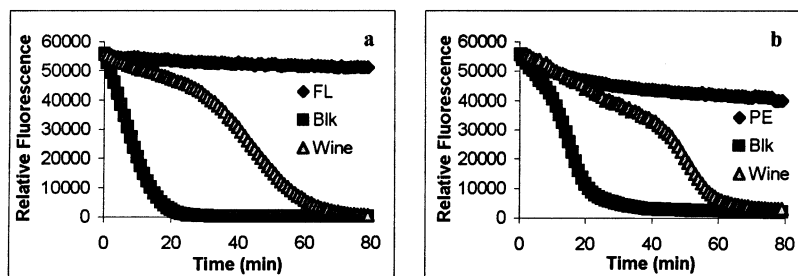 a
Relative Fluorescence
60000
50000
40000
30000
20000
10000
0
0 20 40 60 80
Time (min)
FL
Blk
Wine
b
Relative Fluorescence
60000
50000
40000
30000
20000
10000
0
0 20 40 60 80
Time (min)
PE
Blk
Wine